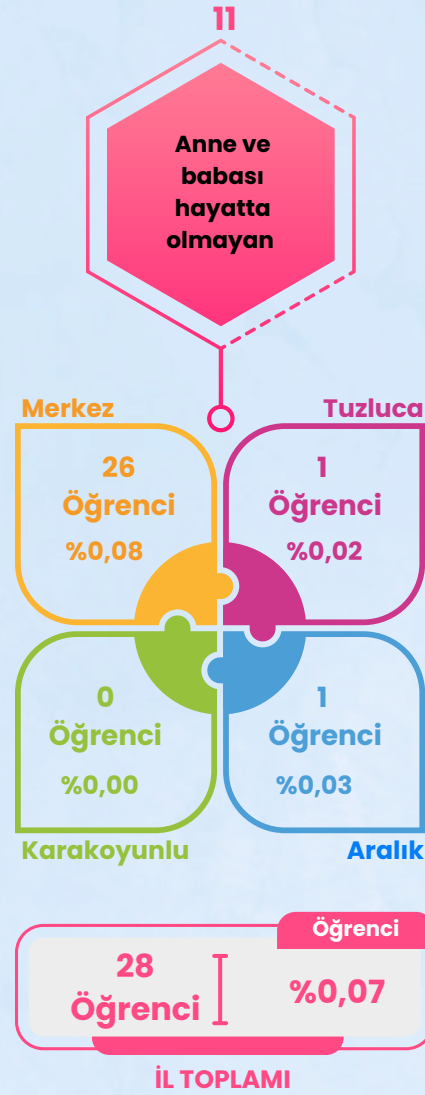 11
Anne ve
babası
hayatta
olmayan
Merkez
Tuzluca
26
Öğrenci
%0,08
1
Öğrenci
%0,02
0
Öğrenci
%0,00
1
Öğrenci
%0,03
Karakoyunlu
Aralık
Öğrenci
28
Öğrenci
%0,07
İL TOPLAMI